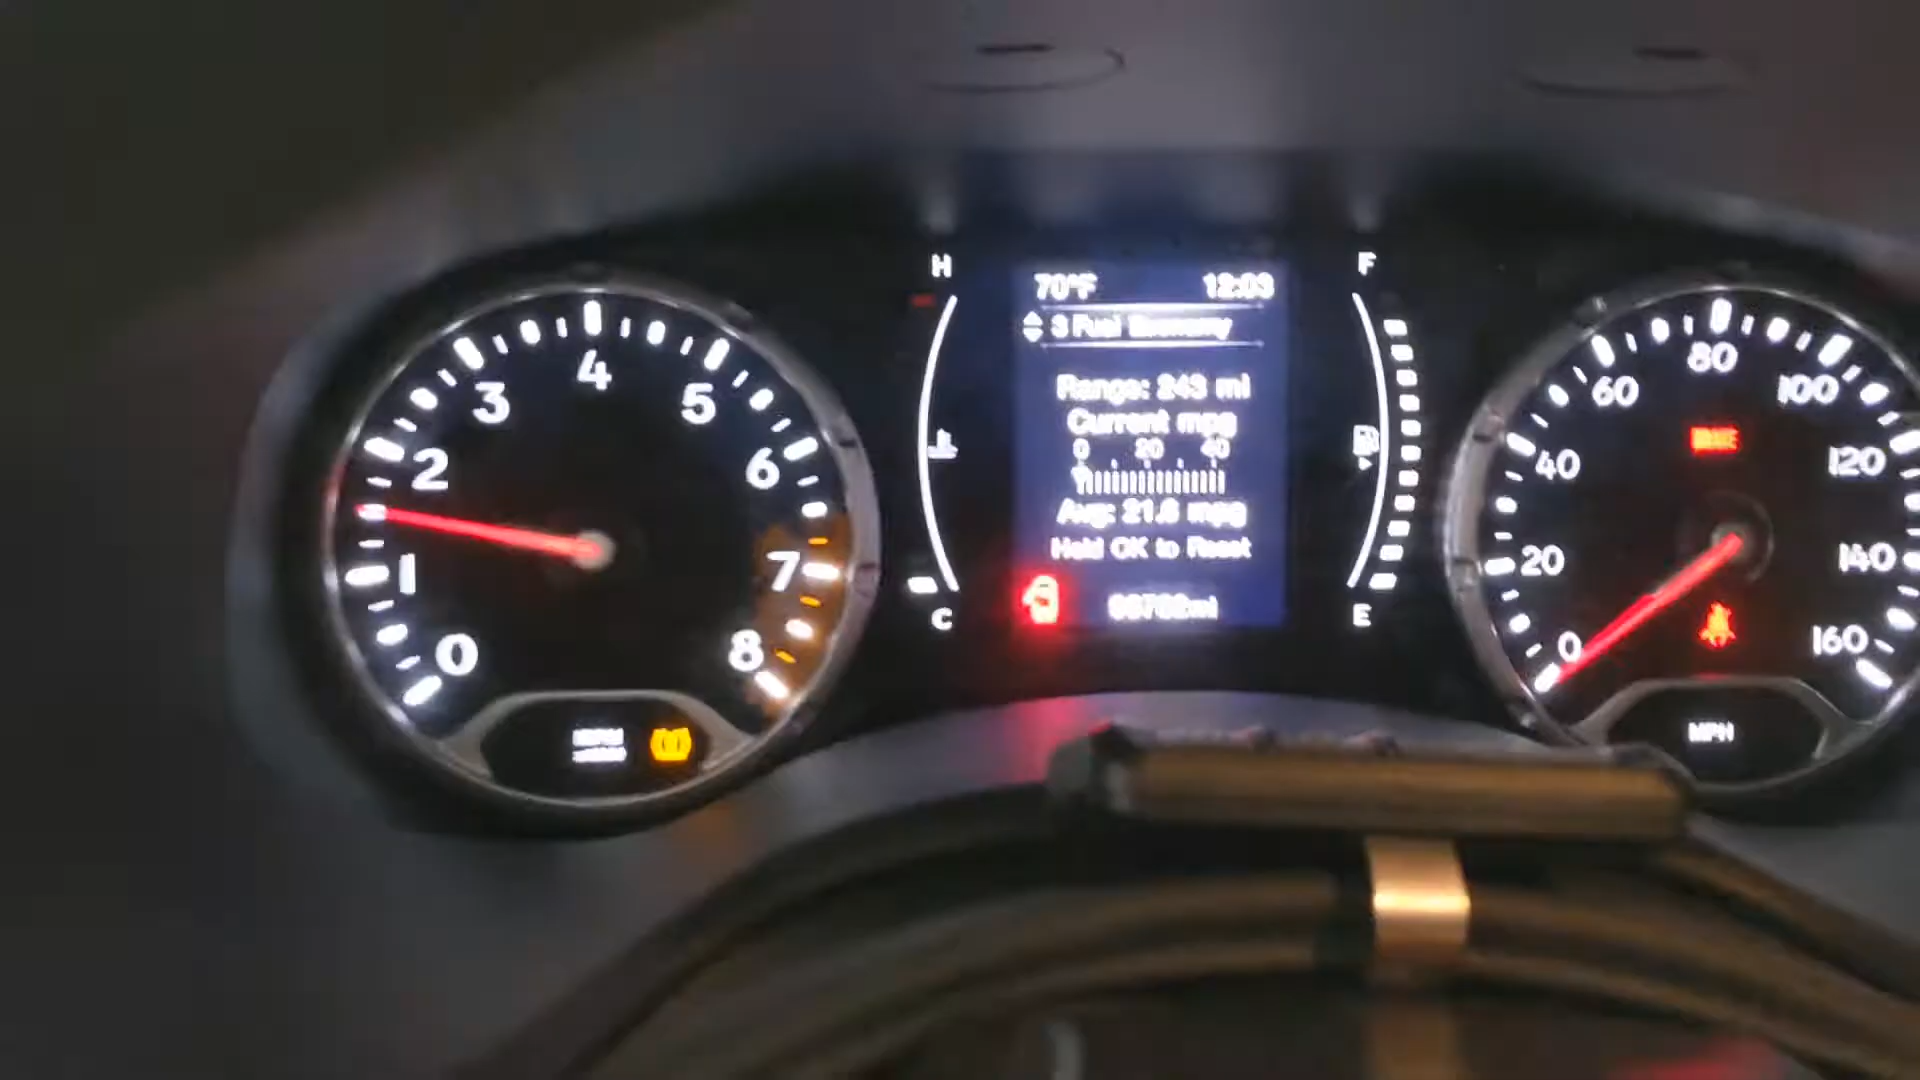 0
1
2
3
4
5
6
7
8
H
C
70°F 12:03
3 Fuel Economy
Range: 243 mi
Current mpg
0 20 40
Avg: 21.6 mpg
Hold OK to Reset
F
E
0
20
40
60
80
100
120
140
160
BRAKE
MPH